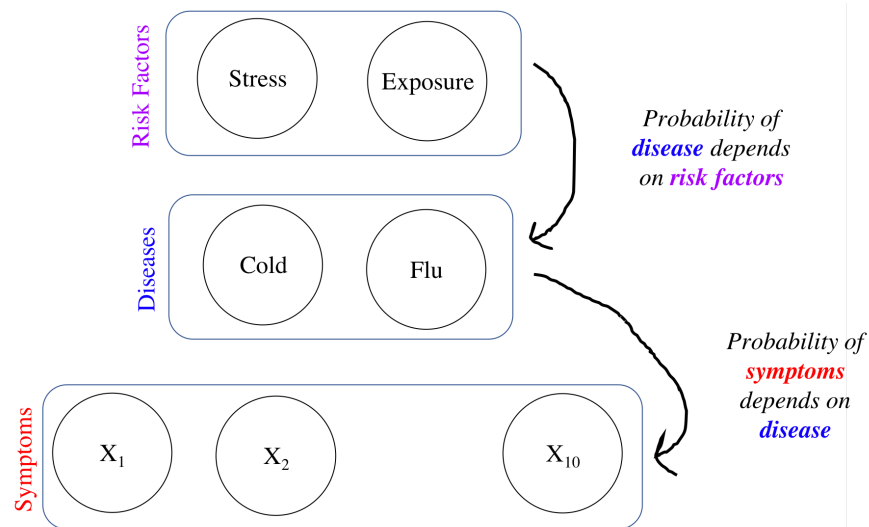 Risk Factors
Stress
Exposure
Probability of
disease depends
on risk factors
Diseases
Cold
Flu
Probability of
symptoms
depends on
disease
Symptoms
X₁
X₂
X₁₀